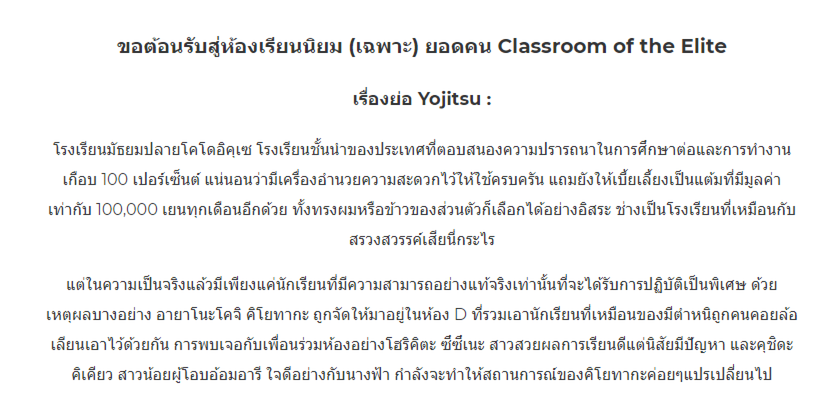 ขอต้อนรับสู่ห้องเรียนนิยม (เฉพาะ) ยอดคน Classroom of the Elite
เรื่องย่อ Yojitsu :
โรงเรียนมัธยมปลายโคโดอิคุเซ โรงเรียนชั้นนำของประเทศที่ตอบสนองความปรารถนาในการศึกษาต่อและการทำงาน
เกือบ 100 เปอร์เซ็นต์ แน่นอนว่ามีเครื่องอำนวยความสะดวกไว้ให้ใช้ครบครัน แถมยังให้เบี้ยเลี้ยงเป็นแต้มที่มีมูลค่า
เท่ากับ 100,000 เยนทุกเดือนอีกด้วย ทั้งทรงผมหรือข้าวของส่วนตัวก็เลือกได้อย่างอิสระ ช่างเป็นโรงเรียนที่เหมือนกับ
สรวงสวรรค์เสียนี่กระไร
แต่ในความเป็นจริงแล้วมีเพียงแค่นักเรียนที่มีความสามารถอย่างแท้จริงเท่านั้นที่จะได้รับการปฏิบัติเป็นพิเศษ ด้วย
เหตุผลบางอย่าง อายาโนะโคจิ คิโยทากะ ถูกจัดให้มาอยู่ในห้อง D ที่รวมเอานักเรียนที่เหมือนของมีตำหนิถูกคนคอยล้อ
เลียนเอาไว้ด้วยกัน การพบเจอกับเพื่อนร่วมห้องอย่างโฮริคิตะ ซึซึเนะ สาวสวยผลการเรียนดีแต่นิสัยมีปัญหา และคุชิดะ
คิเคียว สาวน้อยผู้โอบอ้อมอารี ใจดีอย่างกับนางฟ้า กำลังจะทำให้สถานการณ์ของคิโยทากะค่อยๆแปรเปลี่ยนไป